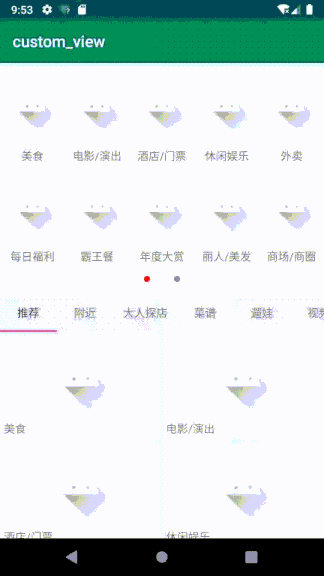 9:53
custom_view
美食 电影/演出 酒店/门票 休闲娱乐 外卖
每日福利 霸王餐 年度大赏 丽人/美发 商场/商圈
推荐 附近 大人探店 菜谱 遛娃 视频
美食 电影/演出
酒店/门票 休闲娱乐